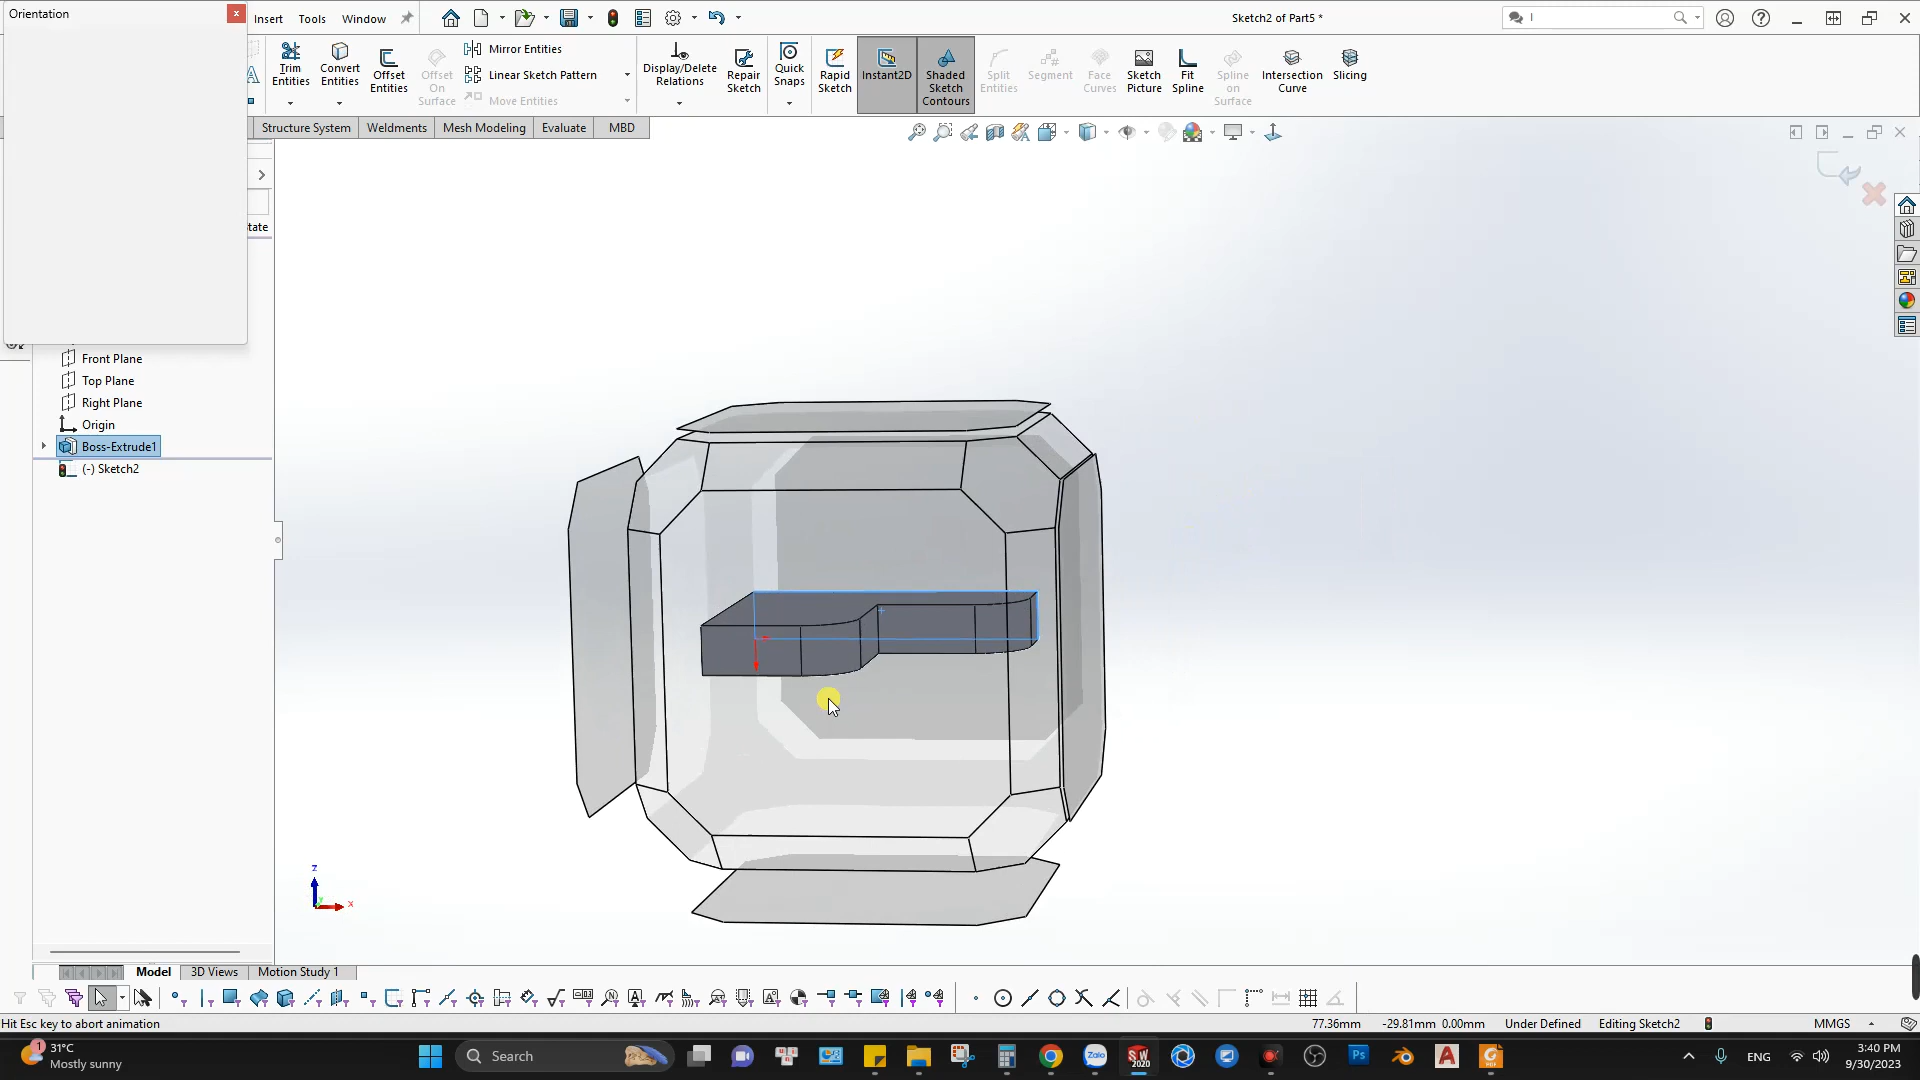 Orientation
Insert Tools Window
Sketch2 of Part5 *
Trim Entities
Convert Entities
Offset Entities
Offset On Surface
Mirror Entities
Linear Sketch Pattern
Move Entities
Display/Delete Relations
Repair Sketch
Quick Snaps
Rapid Sketch
Instant2D
Shaded Sketch Contours
Split Entities
Segment
Face Curves
Sketch Picture
Fit Spline
Spline on Surface
Intersection Curve
Slicing
Structure System Weldments Mesh Modeling Evaluate MBD
Front Plane
Top Plane
Right Plane
Origin
Boss-Extrude1
(-) Sketch2
z
x
Model 3D Views Motion Study 1
Hit Esc key to abort animation
77.36mm -29.81mm 0.00mm Under Defined Editing Sketch2 MMGS
1
31°C
Mostly sunny
Search
Zalo
SW
2020
Ps
A
ENG
3:40 PM
9/30/2023